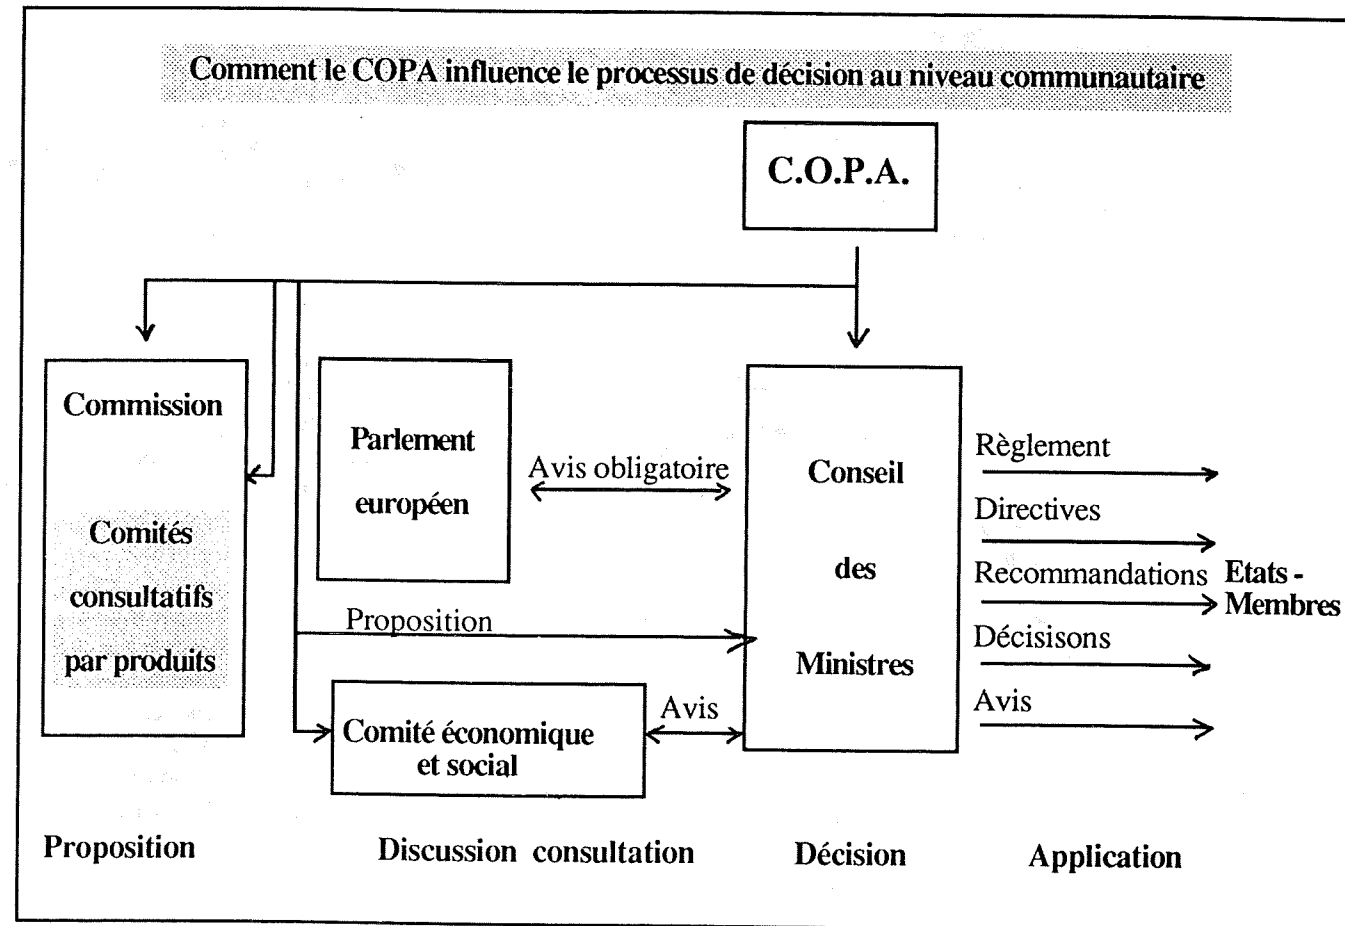 Comment le COPA influence le processus de décision au niveau communautaire
C.O.P.A.
Commission
Comités
consultatifs
par produits
Parlement
européen
Avis obligatoire
Proposition
Comité économique
et social
Avis
Conseil
des
Ministres
Règlement
Directives
Recommandations
Décisisons
Avis
Etats -
Membres
Proposition
Discussion consultation
Décision
Application